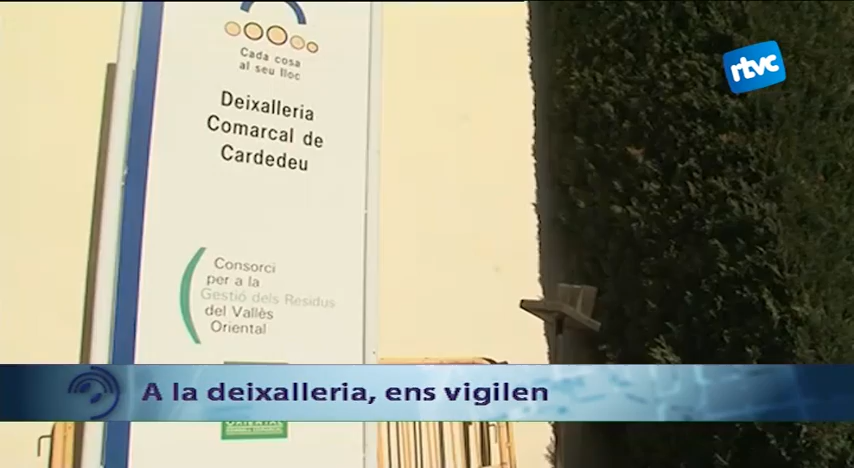 Cada cosa
al seu lloc
rtvc
Deixalleria
Comarcal de
Cardedeu
Consorci
per a la
Gestió dels Residus
del Vallès
Oriental
A la deixalleria, ens vigilen
ORIENTAL